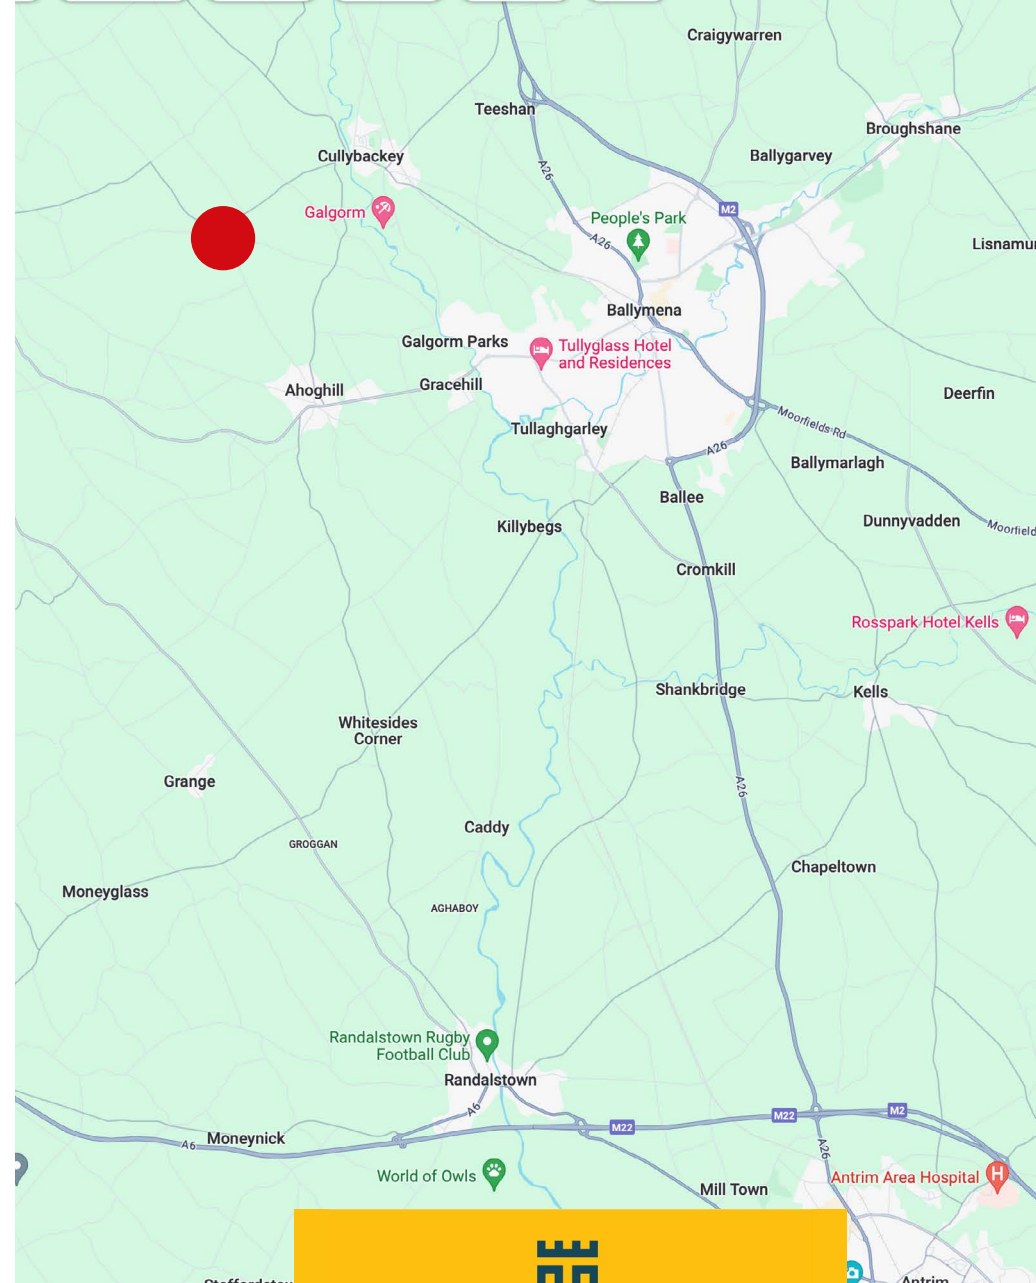 Craigywarren
Teeshan
Broughshane
Cullybackey
Ballygarvey
A26
Galgorm
M2
People's Park
A26
Lisnamu
Ballymena
Galgorm Parks
Tullyglass Hotel
and Residences
Gracehill
Ahoghill
Deerfin
Moorfields Rd
Tullaghgarley
A26
Ballymarlagh
Ballee
Killybegs
Dunnyvadden
Moorfield
Cromkill
Rosspark Hotel Kells
Shankbridge
Kells
Whitesides
Corner
Grange
A26
Caddy
GROGGAN
Chapeltown
Moneyglass
AGHABOY
Randalstown Rugby
Football Club
Randalstown
A6
M22
M2
M22
Moneynick
A6
A26
World of Owls
Antrim Area Hospital
H
Mill Town
Antrim